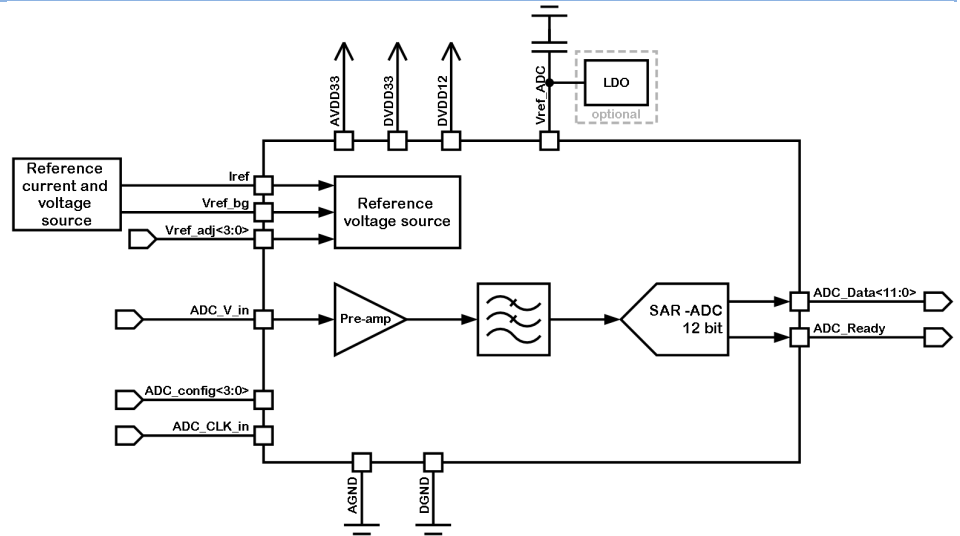 AVDD33
DVDD33
DVDD12
Vref_ADC
LDO
optional
Reference
current and
voltage
source
Iref
Vref_bg
Vref_adj<3:0>
Reference
voltage source
ADC_V_in
Pre-amp
SAR -ADC
12 bit
ADC_Data<11:0>
ADC_Ready
ADC_config<3:0>
ADC_CLK_in
AGND
DGND